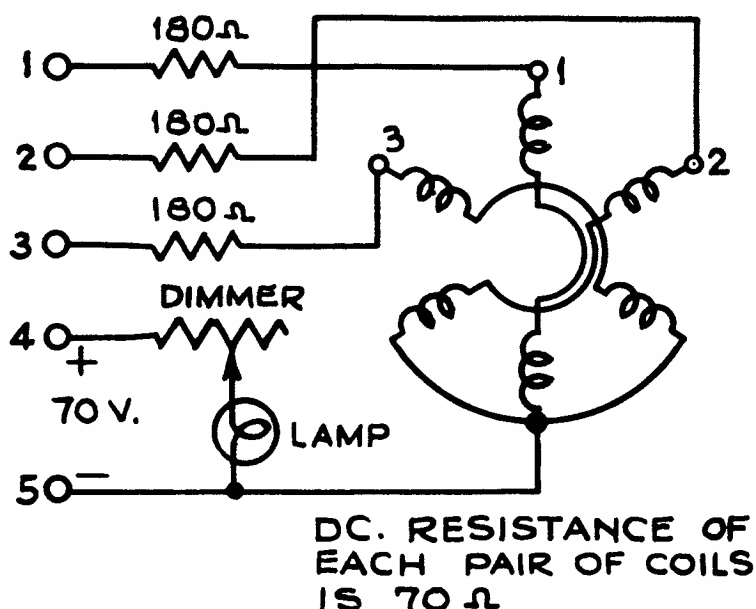 180Ω
1
1
180Ω
2
3
2
180Ω
3
DIMMER
4
+
70 V.
LAMP
5 −
DC. RESISTANCE OF
EACH PAIR OF COILS
IS 70 Ω